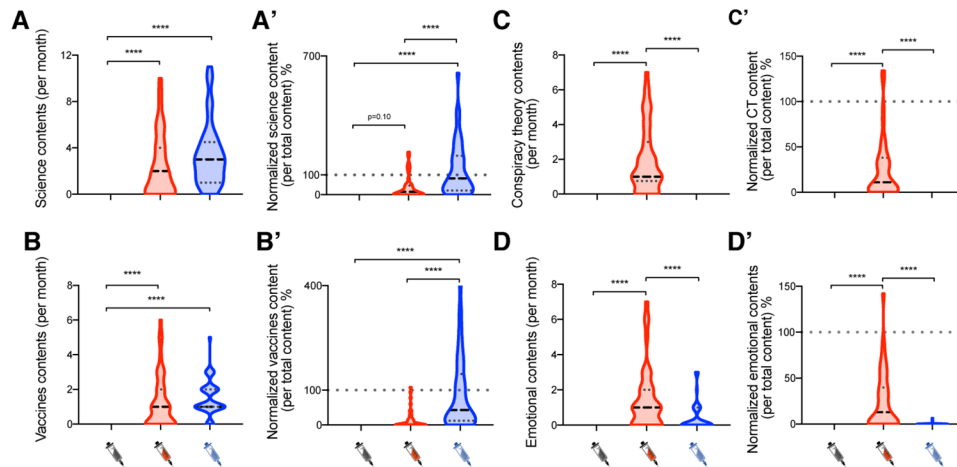 A
Science contents (per month)
12
8
4
0
****
****
A'
Normalized science content
(per total content) %
700
100
0
****
****
p=0.10
C
Conspiracy theory contents
(per month)
8
6
4
2
0
****
****
C'
Normalized CT content
(per total content) %
150
100
50
0
****
****
B
Vaccines contents (per month)
8
6
4
2
0
****
****
B'
Normalized vaccines content
(per total content) %
400
100
0
****
****
D
Emotional contents (per month)
8
6
4
2
0
****
****
D'
Normalized emotional contents
(per total content) %
150
100
50
0
****
****